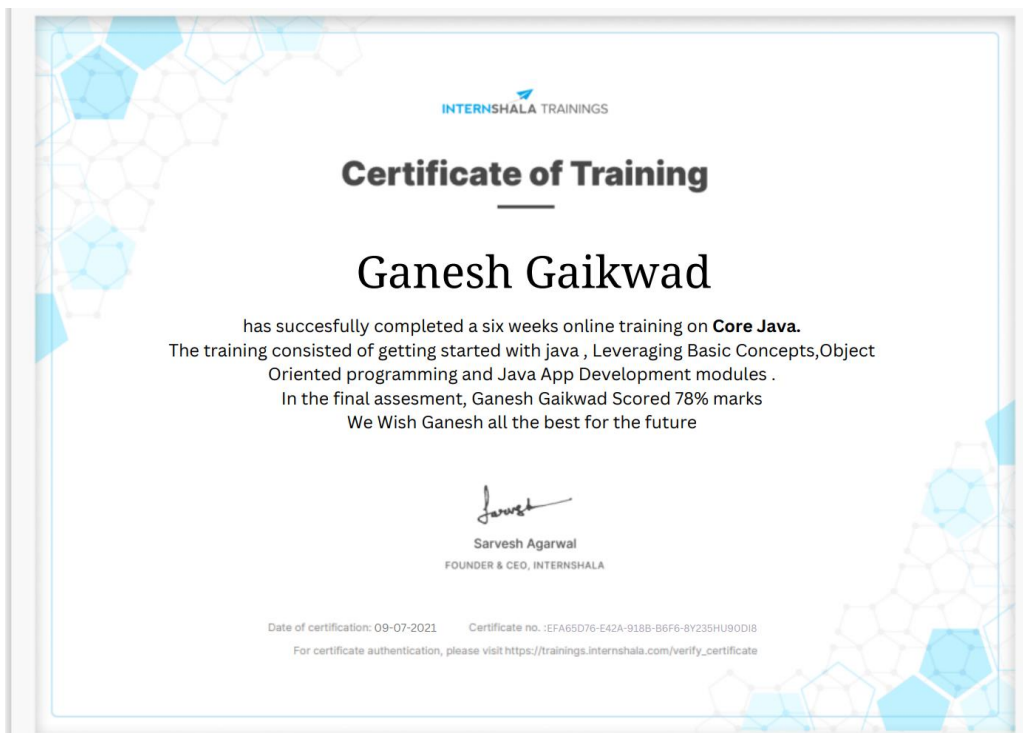 INTERNSHALA TRAININGS
Certificate of Training
Ganesh Gaikwad
has succesfully completed a six weeks online training on Core Java.
The training consisted of getting started with java , Leveraging Basic Concepts,Object
Oriented programming and Java App Development modules .
In the final assesment, Ganesh Gaikwad Scored 78% marks
We Wish Ganesh all the best for the future
Sarvesh
Sarvesh Agarwal
FOUNDER & CEO, INTERNSHALA
Date of certification: 09-07-2021 Certificate no. :EFA65D76-E42A-918B-B6F6-8Y235HU90DI8
For certificate authentication, please visit https://trainings.internshala.com/verify_certificate